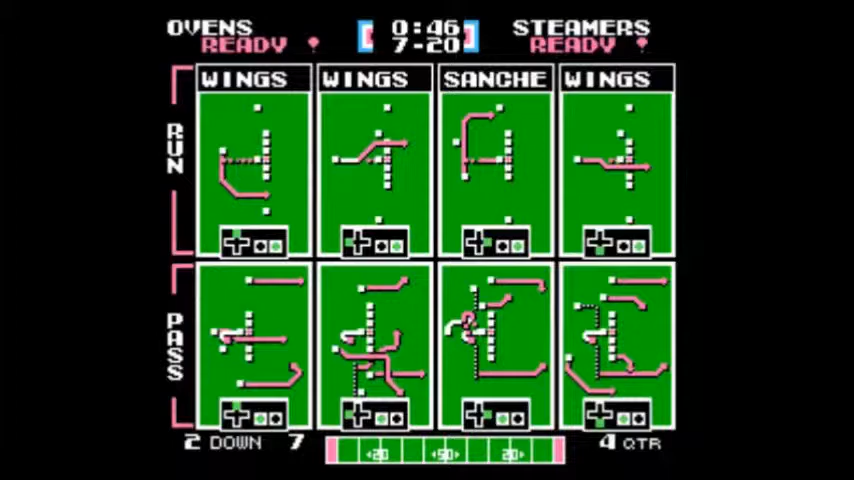 OVENS 0:46 STEAMERS
READY 7-20 READY
WINGS WINGS SANCHE WINGS
RUN
PASS
2 DOWN 7 4 QTR
20 50 20